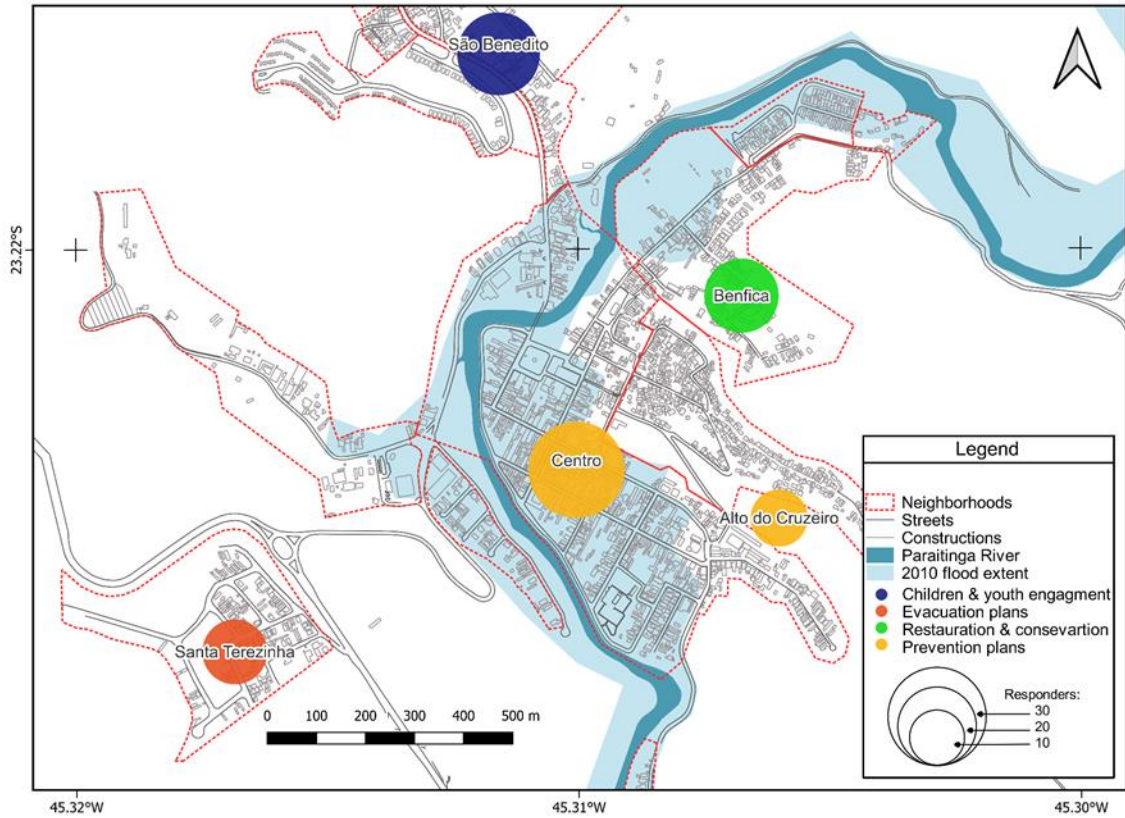 São Benedito
23.22°S
Benfica
Centro
Alto do Cruzeiro
Santa Terezinha
0 100 200 300 400 500 m
Legend
Neighborhoods
Streets
Constructions
Paraitinga River
2010 flood extent
Children & youth engagment
Evacuation plans
Restauration & consevartion
Prevention plans
Responders:
30
20
10
45.32°W
45.31°W
45.30°W